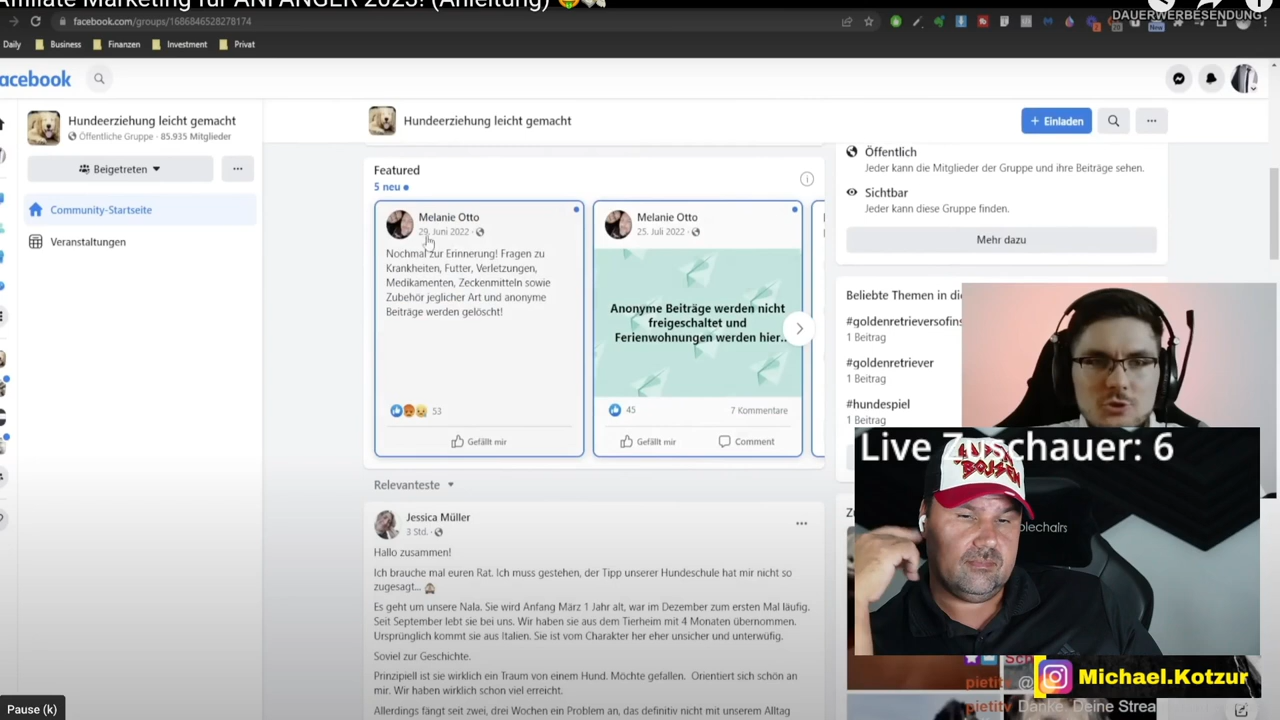 Affiliate Marketing für ANFÄNGER 2023! (Anleitung)
DAUERWERBESENDUNG
facebook.com/groups/1686846528278174
Daily
Business
Finanzen
Investment
Privat
acebook
Hundeerziehung leicht gemacht
Öffentliche Gruppe · 85.935 Mitglieder
Beigetreten
Community-Startseite
Veranstaltungen
Hundeerziehung leicht gemacht
+ Einladen
Featured
5 neu
Melanie Otto
29. Juni 2022
Nochmal zur Erinnerung! Fragen zu
Krankheiten, Futter, Verletzungen,
Medikamenten, Zeckenmitteln sowie
Zubehör jeglicher Art und anonyme
Beiträge werden gelöscht!
53
Gefällt mir
Melanie Otto
25. Juli 2022
Anonyme Beiträge werden nicht
freigeschaltet und
Ferienwohnungen werden hier..
45
7 Kommentare
Gefällt mir
Comment
Relevanteste
Jessica Müller
3 Std.
Hallo zusammen!
Ich brauche mal euren Rat. Ich muss gestehen, der Tipp unserer Hundeschule hat mir nicht so
zugesagt...
Es geht um unsere Nala. Sie wird Anfang März 1 Jahr alt, war im Dezember zum ersten Mal läufig.
Seit September lebt sie bei uns. Wir haben sie aus dem Tierheim mit 4 Monaten übernommen.
Ursprünglich kommt sie aus Italien. Sie ist vom Charakter her eher unsicher und unterwüfig.
Soviel zur Geschichte.
Prinzipiell ist sie wirklich ein Traum von einem Hund. Möchte gefallen. Orientiert sich schön an
mir. Wir haben wirklich schon viel erreicht.
Allerdings fängt seit zwei, drei Wochen ein Problem an, das definitiv nicht mit unserem Alltag
Öffentlich
Jeder kann die Mitglieder der Gruppe und ihre Beiträge sehen.
Sichtbar
Jeder kann diese Gruppe finden.
Mehr dazu
Beliebte Themen in die
#goldenretrieversofins
1 Beitrag
#goldenretriever
1 Beitrag
#hundespiel
1 Beitrag
Live Zuschauer: 6
olechairs
Michael.Kotzur
pietity @
pietity Danke. Deine Strea
Pause (k)